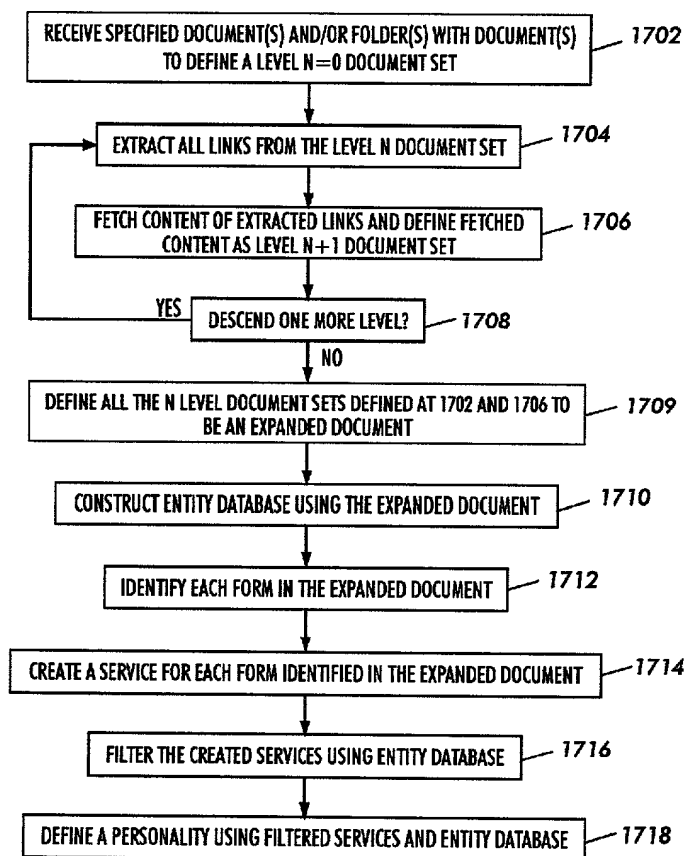 RECEIVE SPECIFIED DOCUMENT(S) AND/OR FOLDER(S) WITH DOCUMENT(S)
TO DEFINE A LEVEL N=0 DOCUMENT SET
1702
EXTRACT ALL LINKS FROM THE LEVEL N DOCUMENT SET
1704
FETCH CONTENT OF EXTRACTED LINKS AND DEFINE FETCHED
CONTENT AS LEVEL N+1 DOCUMENT SET
1706
YES
DESCEND ONE MORE LEVEL?
1708
NO
DEFINE ALL THE N LEVEL DOCUMENT SETS DEFINED AT 1702 AND 1706 TO
BE AN EXPANDED DOCUMENT
1709
CONSTRUCT ENTITY DATABASE USING THE EXPANDED DOCUMENT
1710
IDENTIFY EACH FORM IN THE EXPANDED DOCUMENT
1712
CREATE A SERVICE FOR EACH FORM IDENTIFIED IN THE EXPANDED DOCUMENT
1714
FILTER THE CREATED SERVICES USING ENTITY DATABASE
1716
DEFINE A PERSONALITY USING FILTERED SERVICES AND ENTITY DATABASE
1718